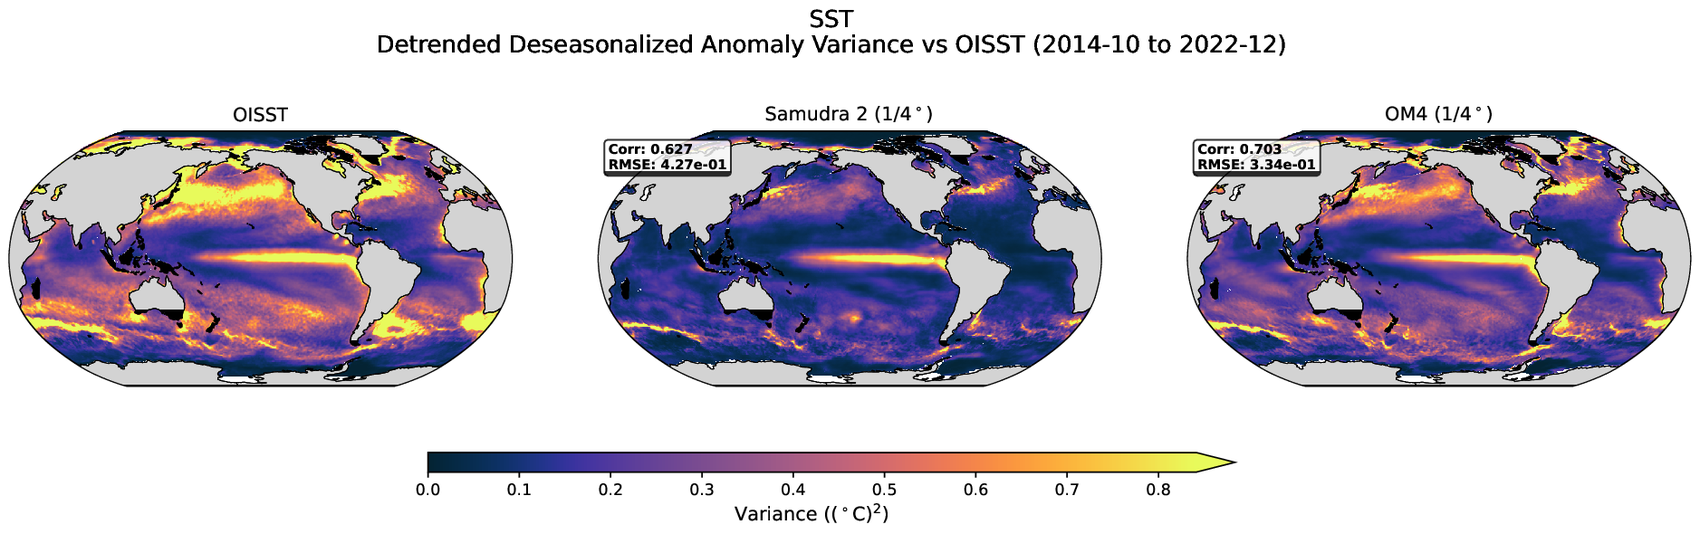 SST
Detrended Deseasonalized Anomaly Variance vs OISST (2014-10 to 2022-12)
OISST
Samudra 2 (1/4°)
OM4 (1/4°)
Corr: 0.627
RMSE: 4.27e-01
Corr: 0.703
RMSE: 3.34e-01
0.0 0.1 0.2 0.3 0.4 0.5 0.6 0.7 0.8
Variance ((°C)²)